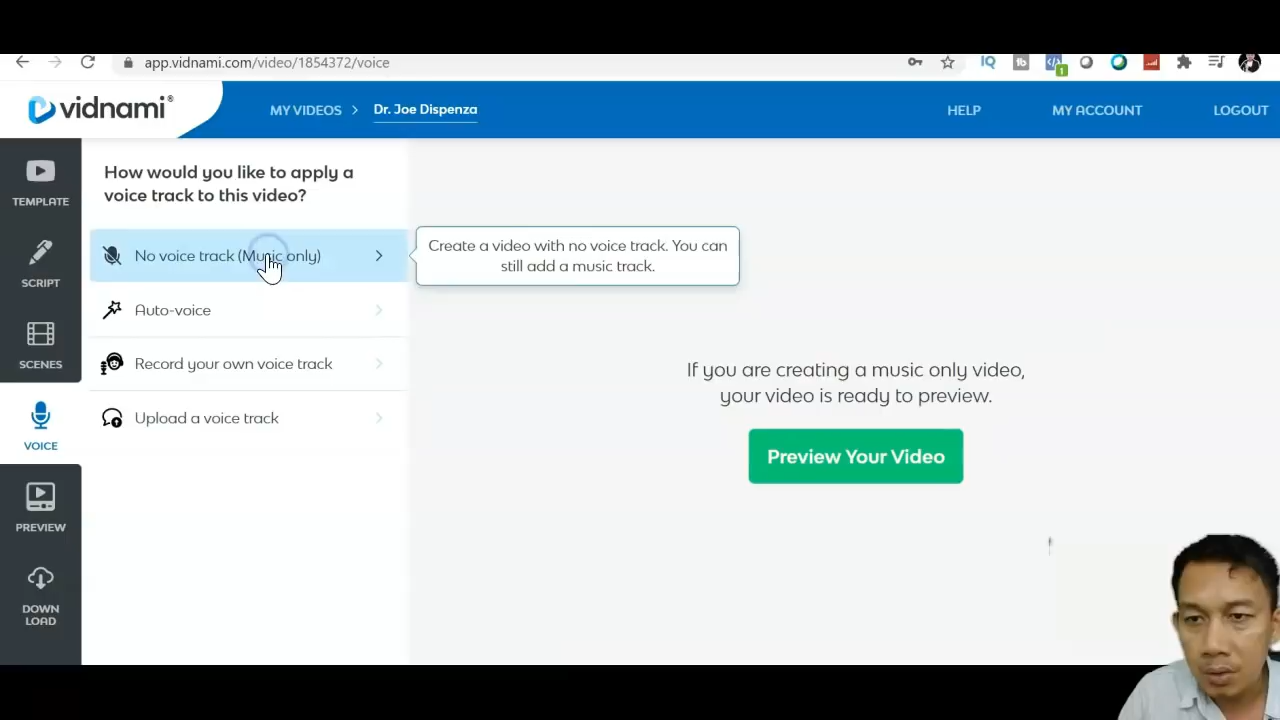 app.vidnami.com/video/1854372/voice
IQ
tb
1
vidnami®
MY VIDEOS >
Dr. Joe Dispenza
HELP
MY ACCOUNT
LOGOUT
TEMPLATE
SCRIPT
SCENES
VOICE
PREVIEW
DOWN
LOAD
How would you like to apply a
voice track to this video?
No voice track (Music only)
Auto-voice
Record your own voice track
Upload a voice track
Create a video with no voice track. You can
still add a music track.
If you are creating a music only video,
your video is ready to preview.
Preview Your Video